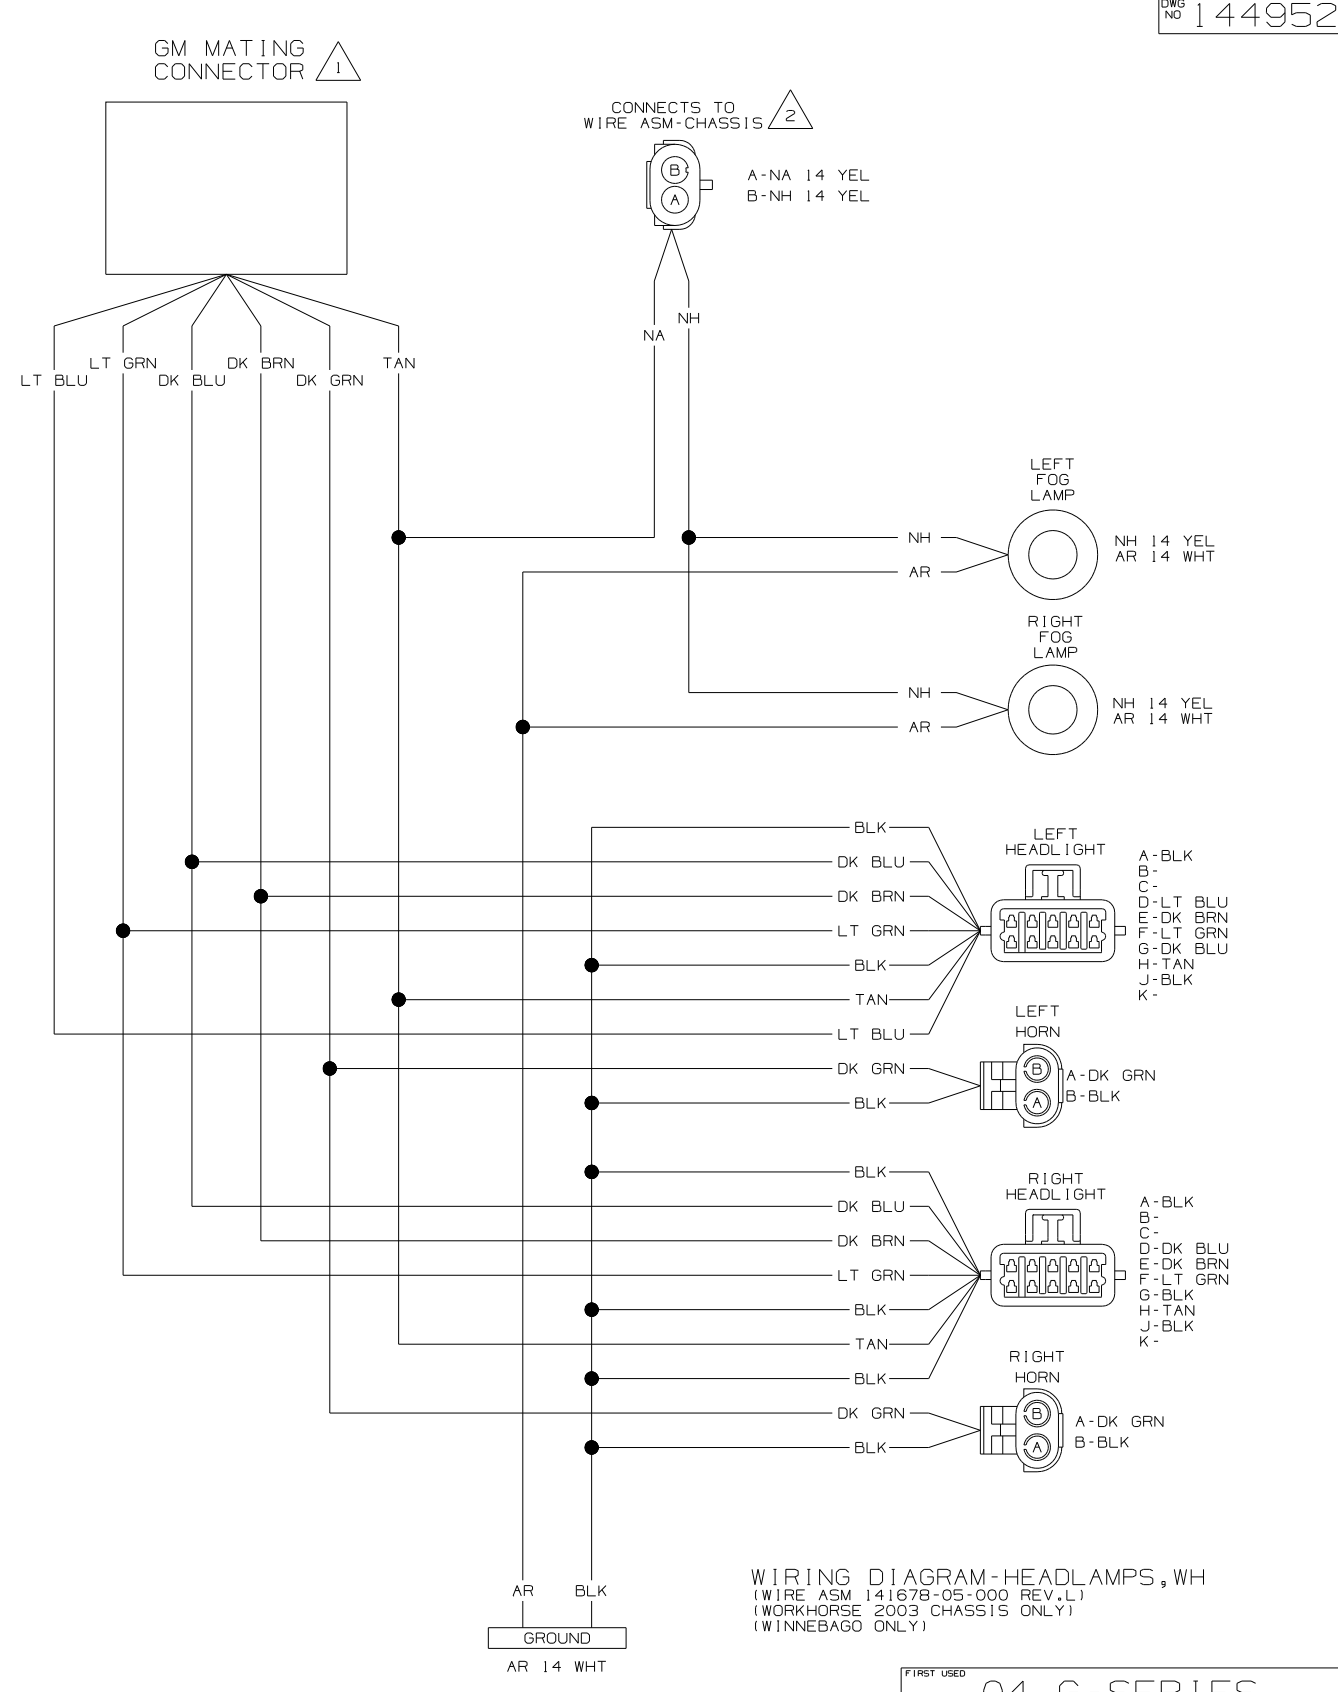 DWG
NO 144952
GM MATING
CONNECTOR 1
CONNECTS TO
WIRE ASM-CHASSIS 2
B
A
A-NA 14 YEL
B-NH 14 YEL
NA
NH
LT BLU
LT GRN
DK BLU
DK BRN
DK GRN
TAN
LEFT
FOG
LAMP
NH
AR
NH 14 YEL
AR 14 WHT
RIGHT
FOG
LAMP
NH
AR
NH 14 YEL
AR 14 WHT
BLK
DK BLU
DK BRN
LT GRN
BLK
TAN
LT BLU
LEFT
HEADLIGHT
A-BLK
B-
C-
D-LT BLU
E-DK BRN
F-LT GRN
G-DK BLU
H-TAN
J-BLK
K-
LEFT
HORN
DK GRN
BLK
B
A
A-DK GRN
B-BLK
BLK
DK BLU
DK BRN
LT GRN
BLK
TAN
BLK
RIGHT
HEADLIGHT
A-BLK
B-
C-
D-DK BLU
E-DK BRN
F-LT GRN
G-BLK
H-TAN
J-BLK
K-
RIGHT
HORN
DK GRN
BLK
B
A
A-DK GRN
B-BLK
AR
BLK
GROUND
AR 14 WHT
WIRING DIAGRAM-HEADLAMPS,WH
(WIRE ASM 141678-05-000 REV.L)
(WORKHORSE 2003 CHASSIS ONLY)
(WINNEBAGO ONLY)
FIRST USED